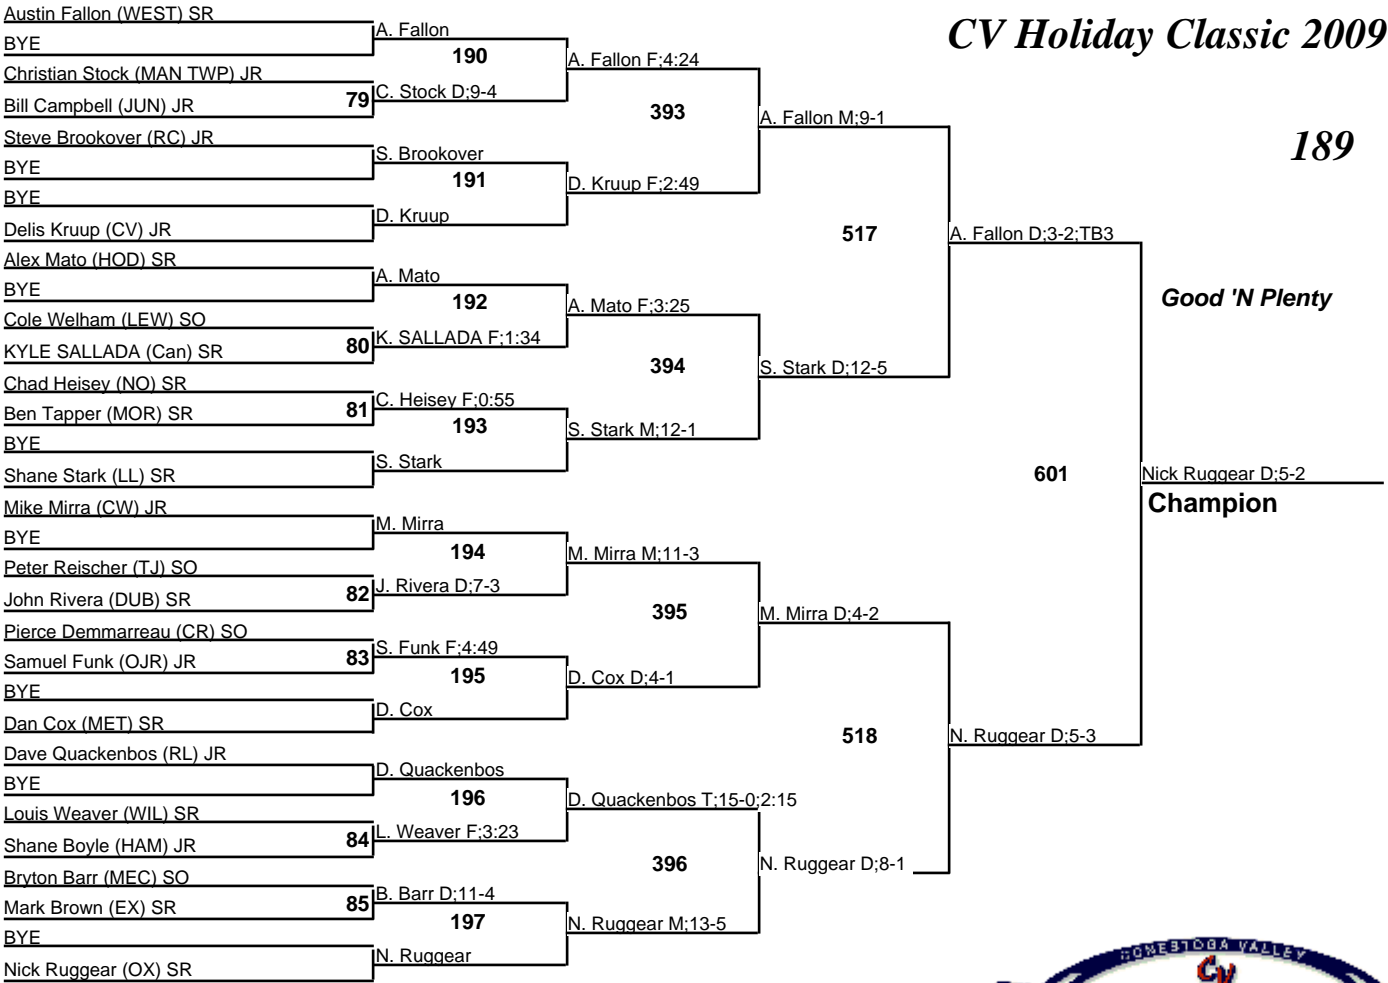 Austin Fallon (WEST) SR
CV Holiday Classic 2009
A. Fallon
BYE
190
A. Fallon F;4:24
Christian Stock (MAN TWP) JR
79
C. Stock D;9-4
Bill Campbell (JUN) JR
393
A. Fallon M;9-1
Steve Brookover (RC) JR
189
S. Brookover
BYE
191
D. Kruup F;2:49
BYE
D. Kruup
Delis Kruup (CV) JR
517
A. Fallon D;3-2;TB3
Alex Mato (HOD) SR
A. Mato
BYE
192
A. Mato F;3:25
Good 'N Plenty
Cole Welham (LEW) SO
80
K. SALLADA F;1:34
KYLE SALLADA (Can) SR
394
S. Stark D;12-5
Chad Heisey (NO) SR
81
C. Heisey F;0:55
Ben Tapper (MOR) SR
193
S. Stark M;12-1
BYE
S. Stark
Shane Stark (LL) SR
601
Nick Ruggear D;5-2
Champion
Mike Mirra (CW) JR
M. Mirra
BYE
194
M. Mirra M;11-3
Peter Reischer (TJ) SO
82
J. Rivera D;7-3
John Rivera (DUB) SR
395
M. Mirra D;4-2
Pierce Demmarreau (CR) SO
83
S. Funk F;4:49
Samuel Funk (OJR) JR
195
D. Cox D;4-1
BYE
D. Cox
Dan Cox (MET) SR
518
N. Ruggear D;5-3
Dave Quackenbos (RL) JR
D. Quackenbos
BYE
196
D. Quackenbos T;15-0;2:15
Louis Weaver (WIL) SR
84
L. Weaver F;3:23
Shane Boyle (HAM) JR
396
N. Ruggear D;8-1
Bryton Barr (MEC) SO
85
B. Barr D;11-4
Mark Brown (EX) SR
197
N. Ruggear M;13-5
BYE
N. Ruggear
Nick Ruggear (OX) SR
CONESTOGA VALLEY
CV